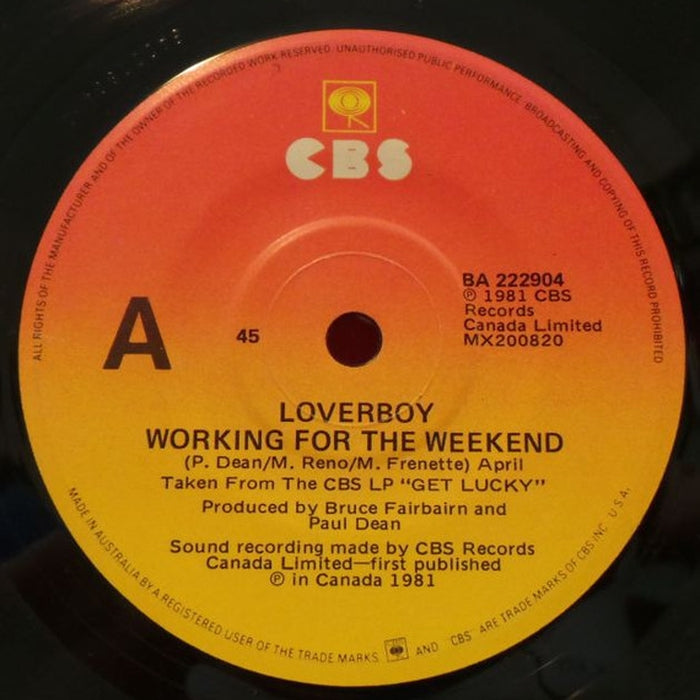 ALL RIGHTS OF THE MANUFACTURER AND OF THE OWNER OF THE RECORDED WORK RESERVED. UNAUTHORISED PUBLIC PERFORMANCE, BROADCASTING AND COPYING OF THIS RECORD PROHIBITED
CBS
A
45
BA 222904
℗ 1981 CBS
Records
Canada Limited
MX200820
LOVERBOY
WORKING FOR THE WEEKEND
(P. Dean/M. Reno/M. Frenette) April
Taken From The CBS LP "GET LUCKY"
Produced by Bruce Fairbairn and
Paul Dean
Sound recording made by CBS Records
Canada Limited—first published
℗ in Canada 1981
MADE IN AUSTRALIA BY A REGISTERED USER OF THE TRADE MARKS. AND "CBS" ARE TRADE MARKS OF CBS INC. U.S.A.